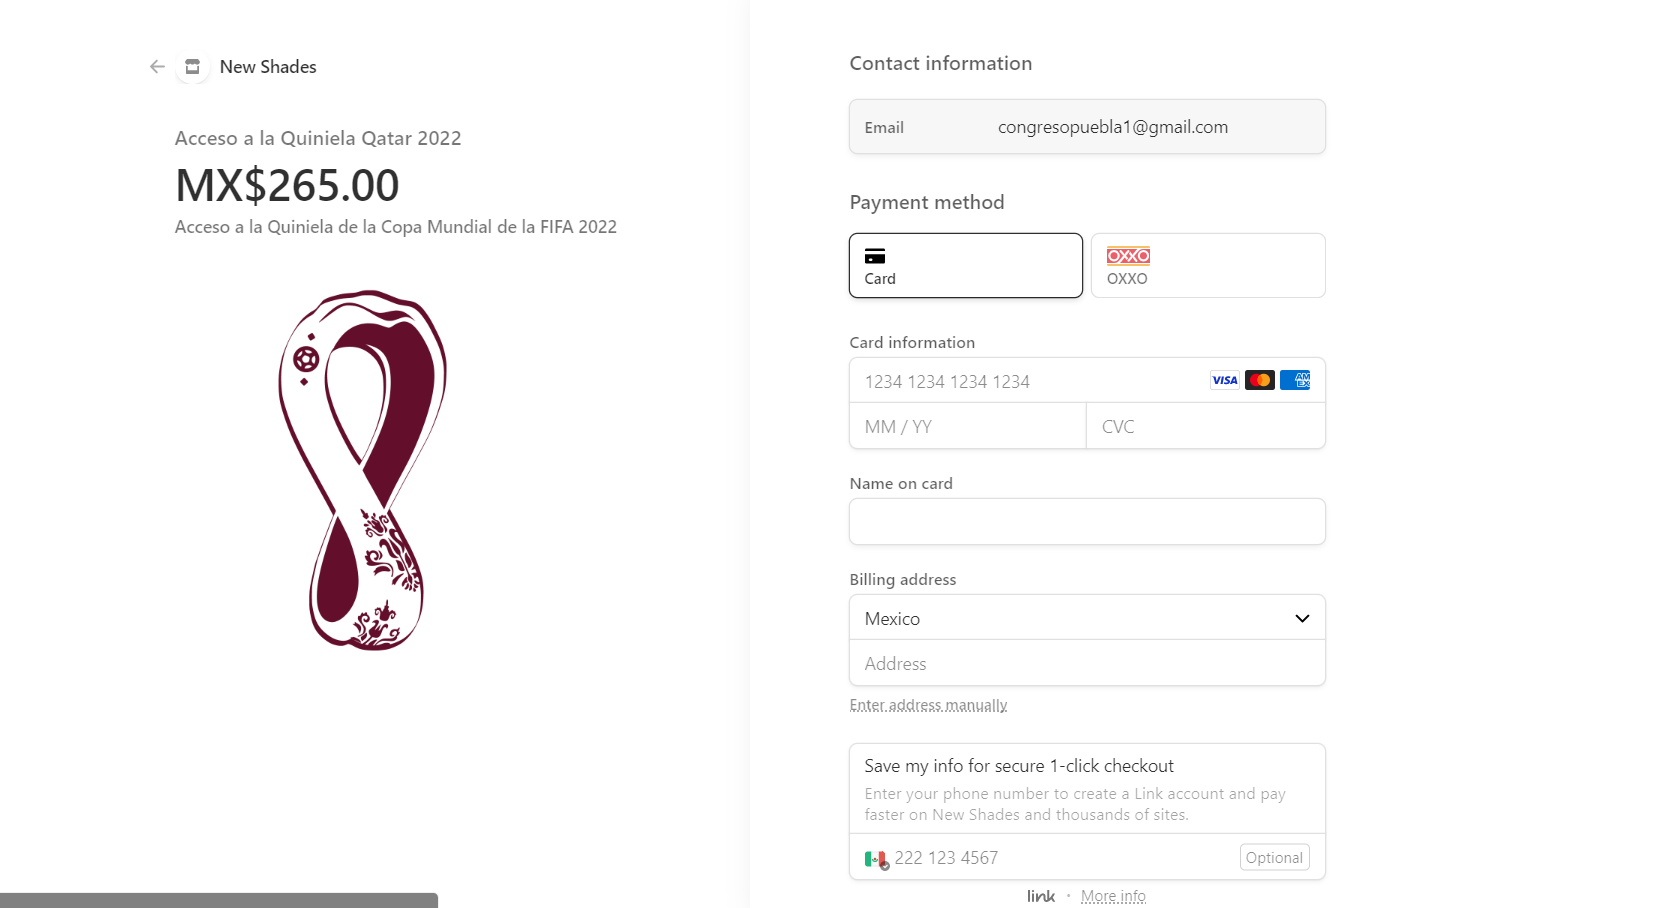 New Shades
Acceso a la Quiniela Qatar 2022
MX$265.00
Acceso a la Quiniela de la Copa Mundial de la FIFA 2022
Contact information
Email congresopuebla1@gmail.com
Payment method
OXXO
Card
OXXO
Card information
1234 1234 1234 1234 VISA AM EX
MM / YY CVC
Name on card
Billing address
Mexico
Address
Enter address manually
Save my info for secure 1-click checkout
Enter your phone number to create a Link account and pay
faster on New Shades and thousands of sites.
222 123 4567 Optional
link · More info